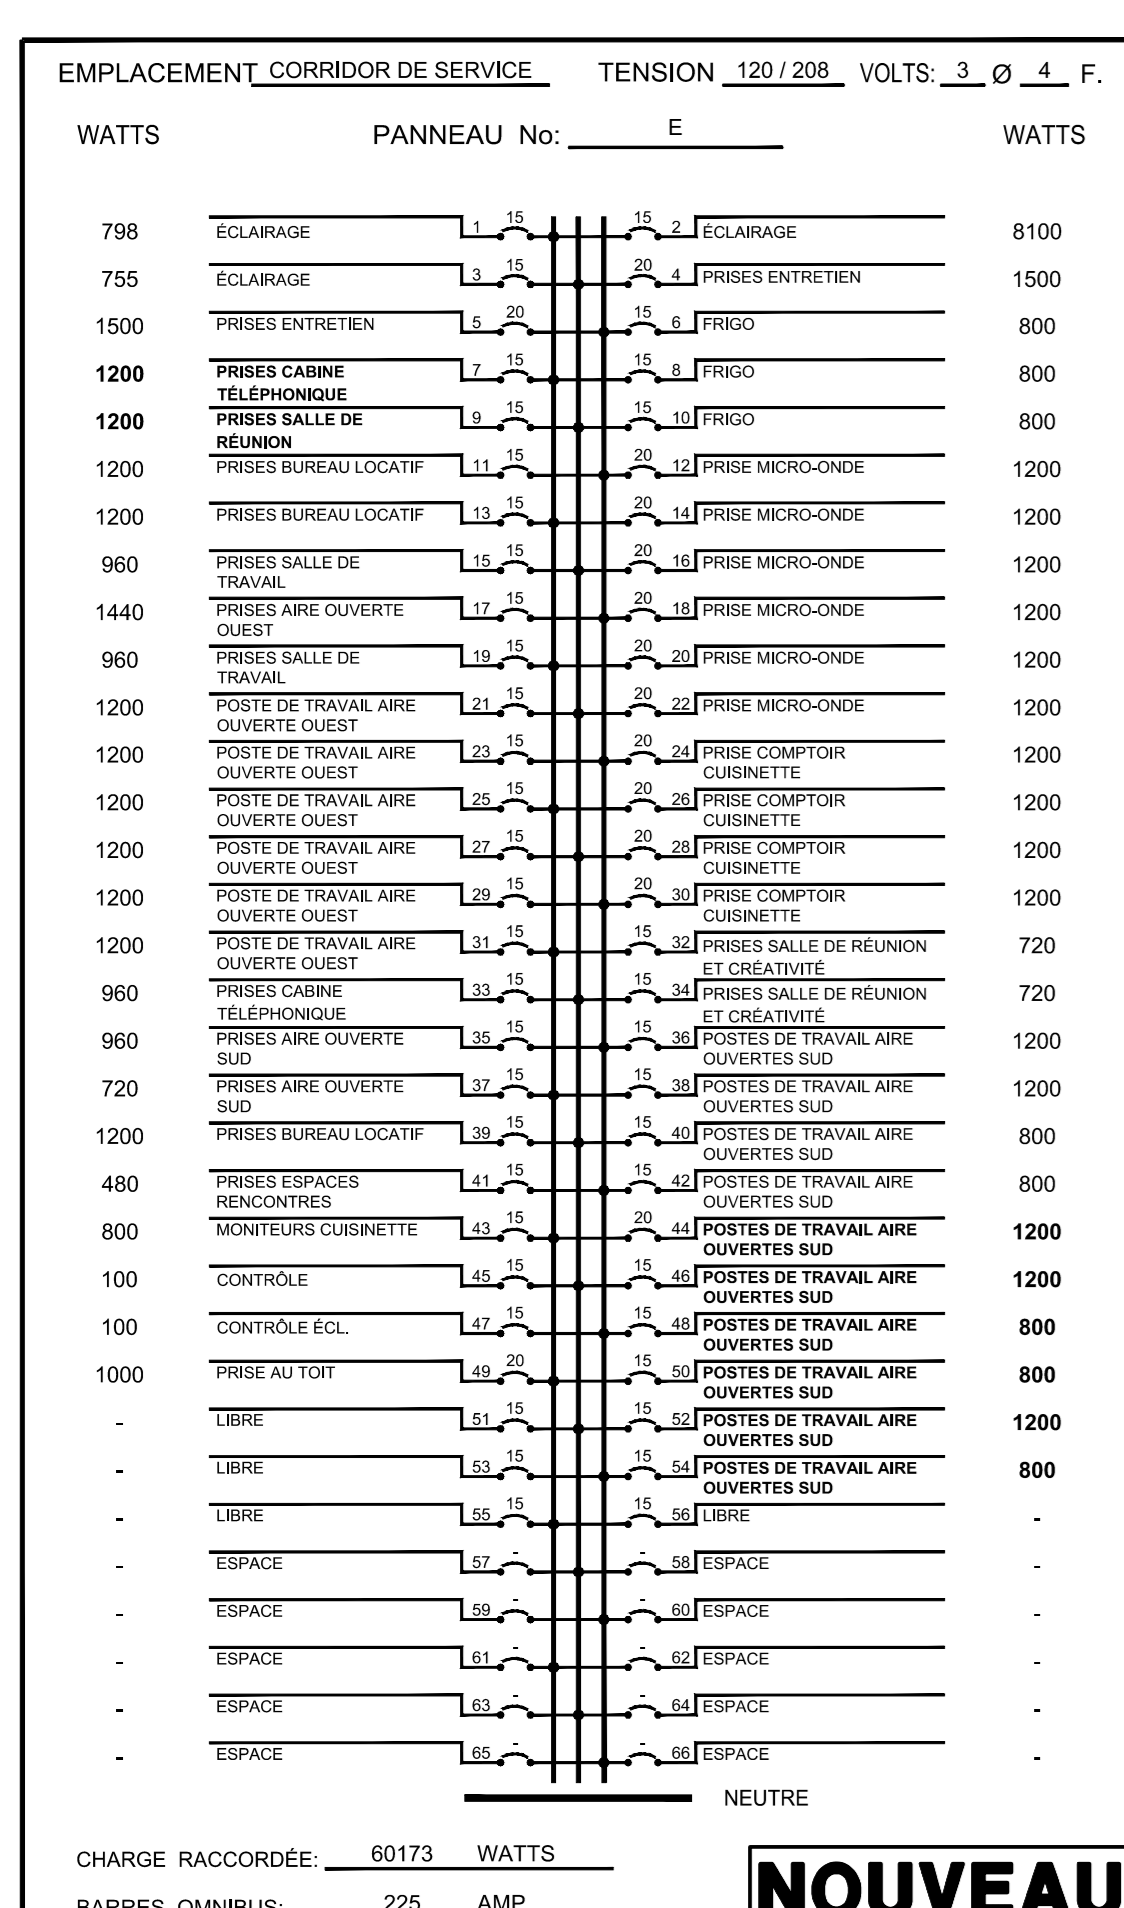 EMPLACEMENT CORRIDOR DE SERVICE TENSION 120 / 208 VOLTS: 3 Ø 4 F.
WATTS PANNEAU No: E WATTS
798 ÉCLAIRAGE 1 15 15 2 ÉCLAIRAGE 8100
755 ÉCLAIRAGE 3 15 20 4 PRISES ENTRETIEN 1500
1500 PRISES ENTRETIEN 5 20 15 6 FRIGO 800
1200 PRISES CABINE 7 15 15 8 FRIGO 800
TÉLÉPHONIQUE
1200 PRISES SALLE DE 9 15 15 10 FRIGO 800
RÉUNION
1200 PRISES BUREAU LOCATIF 11 15 20 12 PRISE MICRO-ONDE 1200
1200 PRISES BUREAU LOCATIF 13 15 20 14 PRISE MICRO-ONDE 1200
960 PRISES SALLE DE 15 15 20 16 PRISE MICRO-ONDE 1200
TRAVAIL
1440 PRISES AIRE OUVERTE 17 15 20 18 PRISE MICRO-ONDE 1200
OUEST
960 PRISES SALLE DE 19 15 20 20 PRISE MICRO-ONDE 1200
TRAVAIL
1200 POSTE DE TRAVAIL AIRE 21 15 20 22 PRISE MICRO-ONDE 1200
OUVERTE OUEST
1200 POSTE DE TRAVAIL AIRE 23 15 20 24 PRISE COMPTOIR 1200
OUVERTE OUEST CUISINETTE
1200 POSTE DE TRAVAIL AIRE 25 15 20 26 PRISE COMPTOIR 1200
OUVERTE OUEST CUISINETTE
1200 POSTE DE TRAVAIL AIRE 27 15 20 28 PRISE COMPTOIR 1200
OUVERTE OUEST CUISINETTE
1200 POSTE DE TRAVAIL AIRE 29 15 20 30 PRISE COMPTOIR 1200
OUVERTE OUEST CUISINETTE
1200 POSTE DE TRAVAIL AIRE 31 15 15 32 PRISES SALLE DE RÉUNION 720
OUVERTE OUEST ET CRÉATIVITÉ
960 PRISES CABINE 33 15 15 34 PRISES SALLE DE RÉUNION 720
TÉLÉPHONIQUE ET CRÉATIVITÉ
960 PRISES AIRE OUVERTE 35 15 15 36 POSTES DE TRAVAIL AIRE 1200
SUD OUVERTES SUD
720 PRISES AIRE OUVERTE 37 15 15 38 POSTES DE TRAVAIL AIRE 1200
SUD OUVERTES SUD
1200 PRISES BUREAU LOCATIF 39 15 15 40 POSTES DE TRAVAIL AIRE 800
OUVERTES SUD
480 PRISES ESPACES 41 15 15 42 POSTES DE TRAVAIL AIRE 800
RENCONTRES OUVERTES SUD
800 MONITEURS CUISINETTE 43 15 20 44 POSTES DE TRAVAIL AIRE 1200
OUVERTES SUD
100 CONTRÔLE 45 15 15 46 POSTES DE TRAVAIL AIRE 1200
OUVERTES SUD
100 CONTRÔLE ÉCL. 47 15 15 48 POSTES DE TRAVAIL AIRE 800
OUVERTES SUD
1000 PRISE AU TOIT 49 20 15 50 POSTES DE TRAVAIL AIRE 800
OUVERTES SUD
- LIBRE 51 15 15 52 POSTES DE TRAVAIL AIRE 1200
OUVERTES SUD
- LIBRE 53 15 15 54 POSTES DE TRAVAIL AIRE 800
OUVERTES SUD
- LIBRE 55 15 15 56 LIBRE -
- ESPACE 57 - - 58 ESPACE -
- ESPACE 59 - - 60 ESPACE -
- ESPACE 61 - - 62 ESPACE -
- ESPACE 63 - - 64 ESPACE -
- ESPACE 65 - - 66 ESPACE -
NEUTRE
CHARGE RACCORDÉE: 60173 WATTS
BARRES OMNIBUS: 225 AMP
NOUVEAU